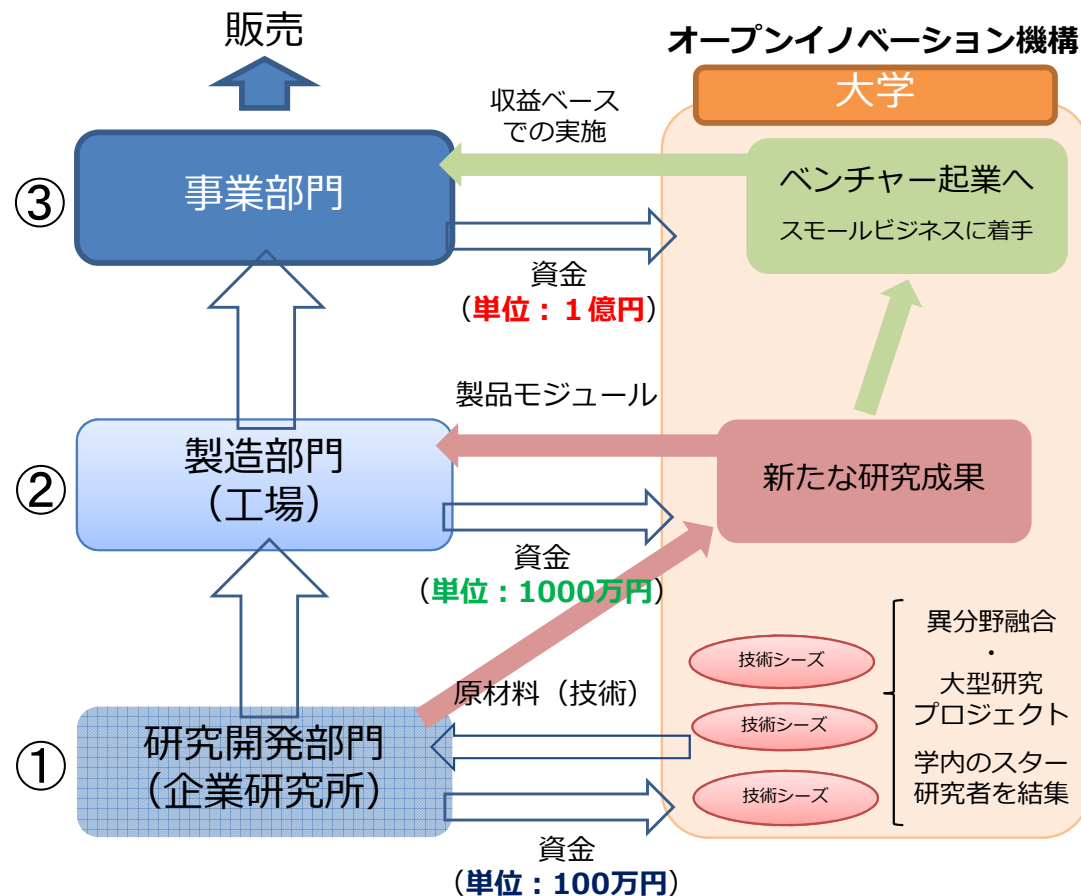 販売
オープンイノベーション機構
大学
収益ベース
での実施
③
事業部門
ベンチャー起業へ
スモールビジネスに着手
資金
（単位：１億円）
製品モジュール
②
製造部門
（工場）
新たな研究成果
資金
（単位：1000万円）
技術シーズ
技術シーズ
技術シーズ
異分野融合
・
大型研究
プロジェクト
学内のスター
研究者を結集
原材料（技術）
①
研究開発部門
（企業研究所）
資金
（単位：100万円）